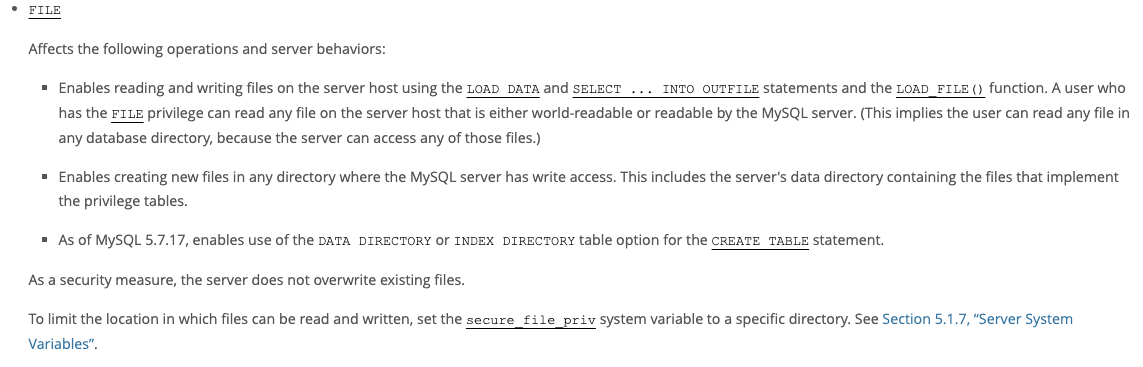 • FILE
Affects the following operations and server behaviors:
▪ Enables reading and writing files on the server host using the LOAD DATA and SELECT ... INTO OUTFILE statements and the LOAD_FILE() function. A user who
has the FILE privilege can read any file on the server host that is either world-readable or readable by the MySQL server. (This implies the user can read any file in
any database directory, because the server can access any of those files.)
▪ Enables creating new files in any directory where the MySQL server has write access. This includes the server's data directory containing the files that implement
the privilege tables.
▪ As of MySQL 5.7.17, enables use of the DATA DIRECTORY or INDEX DIRECTORY table option for the CREATE TABLE statement.
As a security measure, the server does not overwrite existing files.
To limit the location in which files can be read and written, set the secure_file_priv system variable to a specific directory. See Section 5.1.7, “Server System
Variables”.